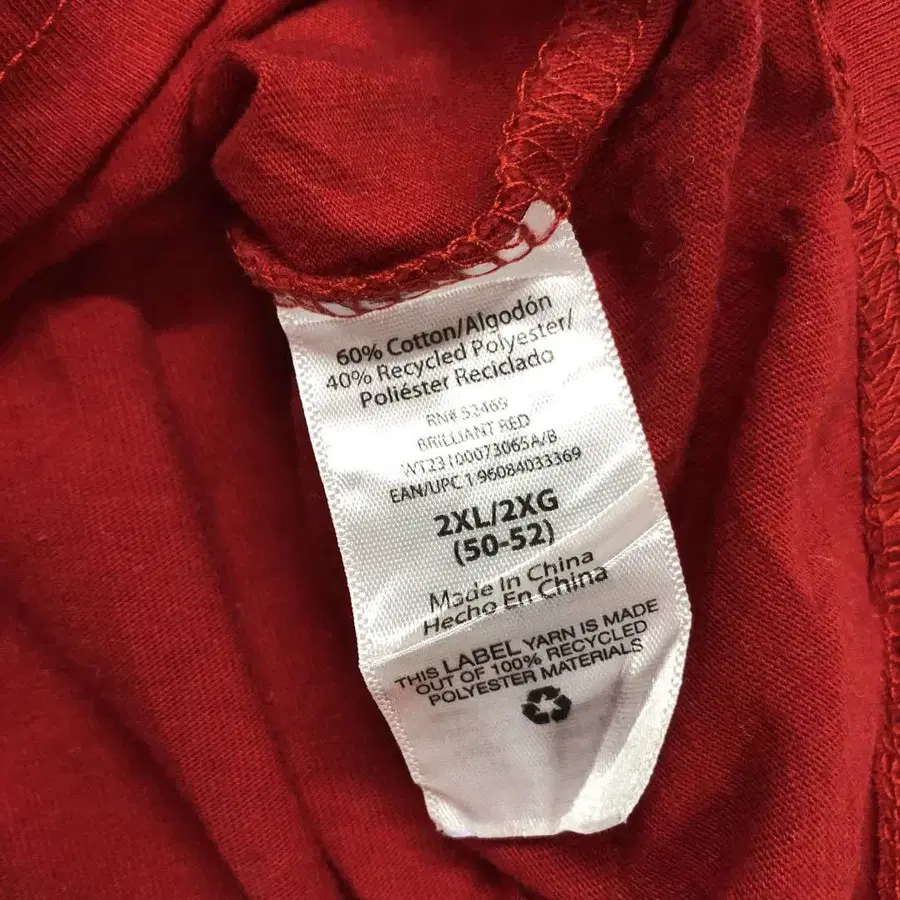 60% Cotton/Algodón
40% Recycled Polyester/
Poliéster Reciclado
RN# 52469
BRILLIANT RED
WT23100073065A/B
EAN/UPC 1 96084033369
2XL/2XG
(50-52)
Made In China
Hecho En China
THIS LABEL YARN IS MADE
OUT OF 100% RECYCLED
POLYESTER MATERIALS